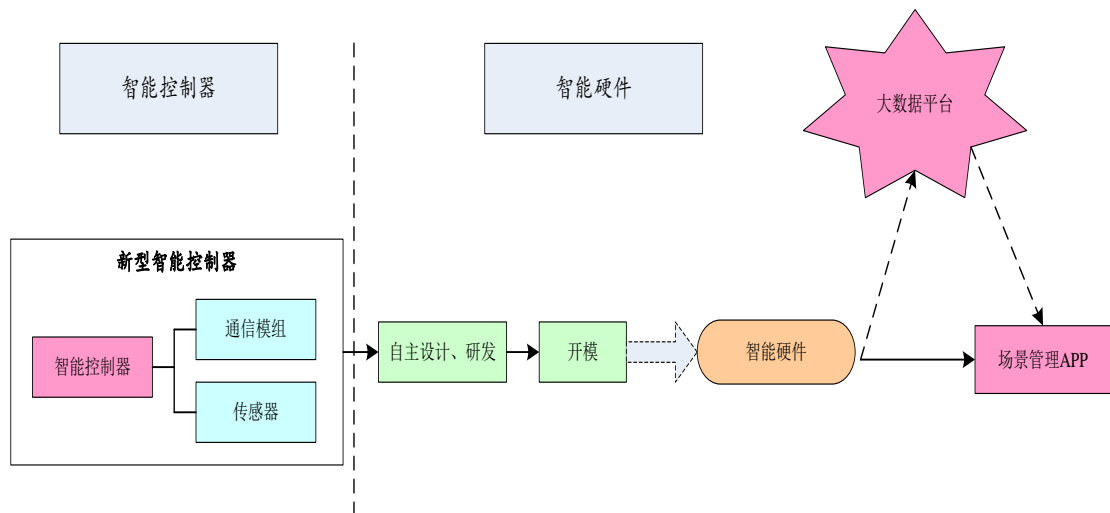 智能控制器
智能硬件
大数据平台
新型智能控制器
智能控制器
通信模组
传感器
自主设计、研发
开模
智能硬件
场景管理APP